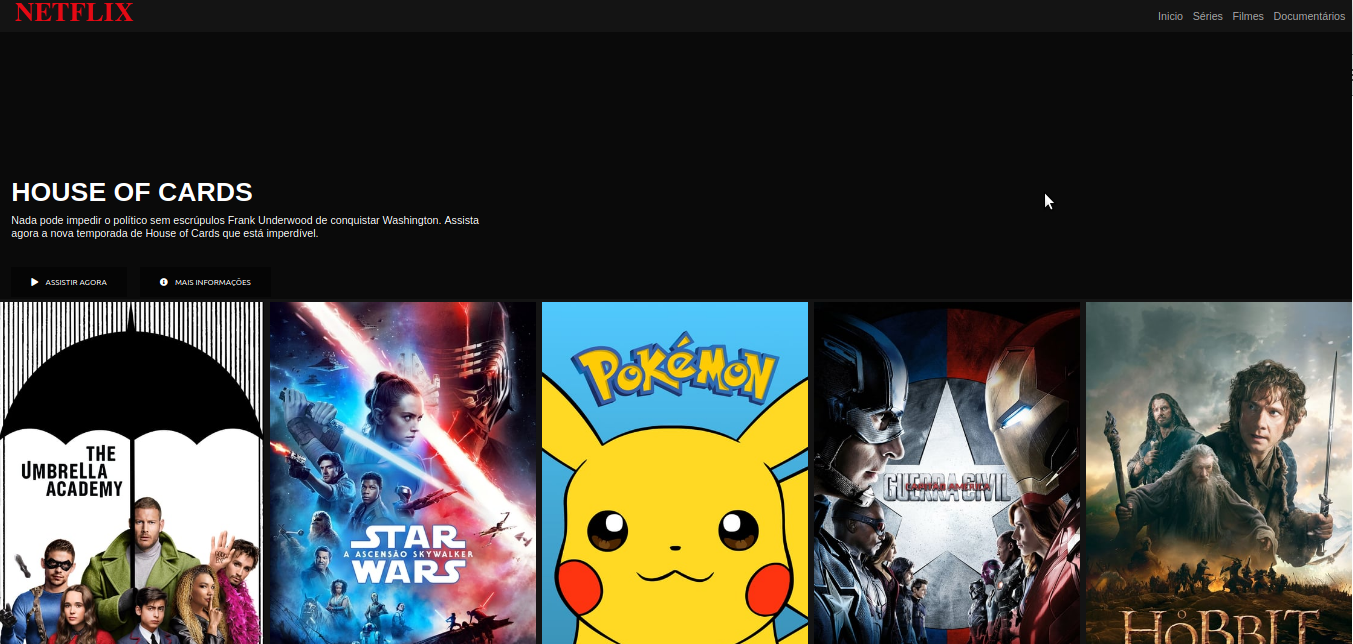 NETFLIX
Inicio Séries Filmes Documentários
HOUSE OF CARDS
Nada pode impedir o político sem escrúpulos Frank Underwood de conquistar Washington. Assista
agora a nova temporada de House of Cards que está imperdível.
ASSISTIR AGORA MAIS INFORMAÇÕES
THE
UMBRELLA
ACADEMY
STAR
A ASCENSÃO SKYWALKER
WARS
POKéMON
CAPITÃO AMÉRICA
GUERRA CIVIL
O HOBBIT